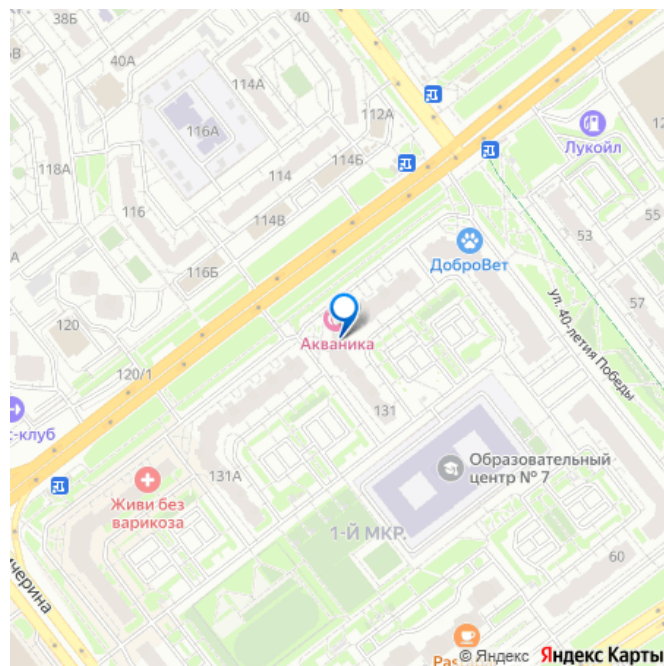 38Б
40
40А
114А
112А
116А
Лукойл
118А
114Б
114
116
114В
53
55
ДоброВет
116Б
57
120
Акваника
ул. 40-летия Победы
120/1
с-клуб
131
131А
Образовательный
центр № 7
Живи без
варикоза
1-Й МКР.
60
ичерина
Pas
© Яндекс Яндекс Карты